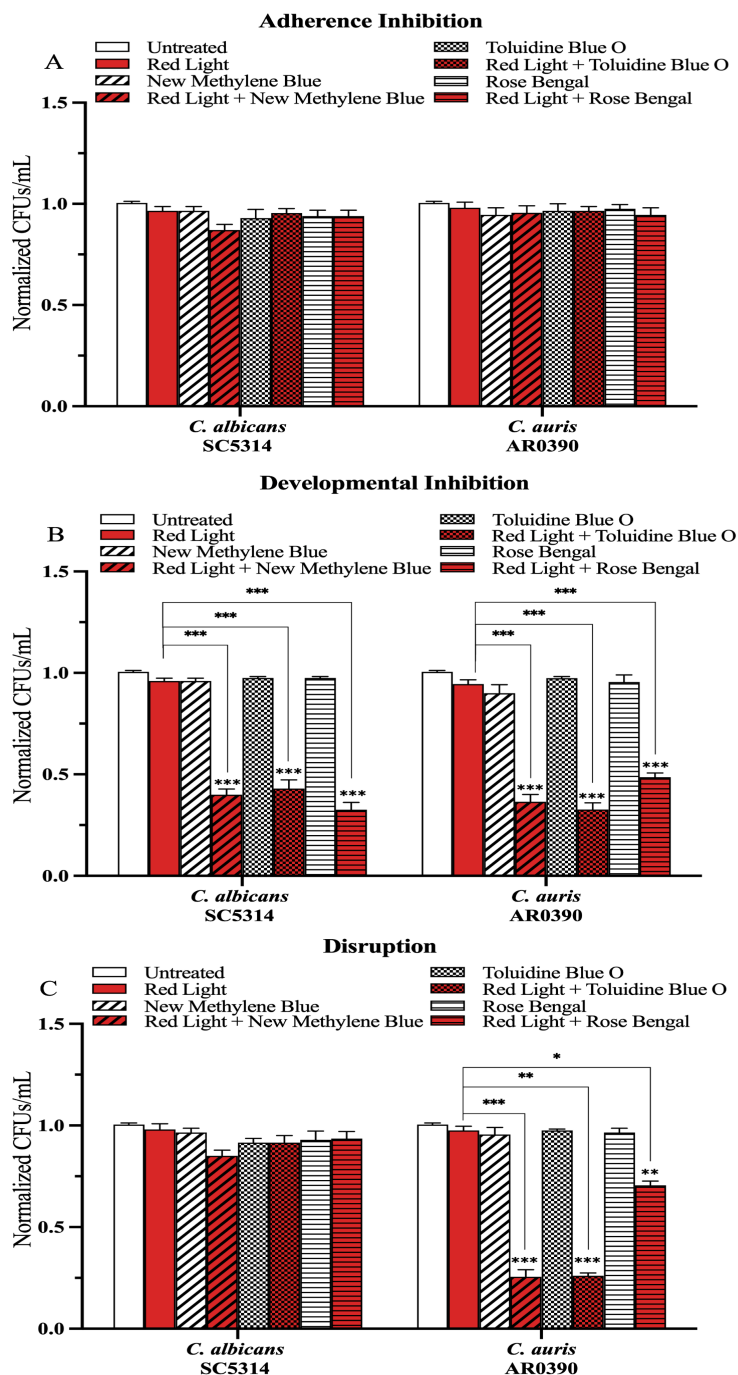 Adherence Inhibition
A
Untreated
Red Light
New Methylene Blue
Red Light + New Methylene Blue
Toluidine Blue O
Red Light + Toluidine Blue O
Rose Bengal
Red Light + Rose Bengal
Normalized CFUs/mL
1.5
1.0
0.5
0.0
C. albicans
SC5314
C. auris
AR0390
Developmental Inhibition
B
Untreated
Red Light
New Methylene Blue
Red Light + New Methylene Blue
Toluidine Blue O
Red Light + Toluidine Blue O
Rose Bengal
Red Light + Rose Bengal
Normalized CFUs/mL
1.5
1.0
0.5
0.0
***
***
***
***
***
***
***
***
***
***
***
***
C. albicans
SC5314
C. auris
AR0390
Disruption
C
Untreated
Red Light
New Methylene Blue
Red Light + New Methylene Blue
Toluidine Blue O
Red Light + Toluidine Blue O
Rose Bengal
Red Light + Rose Bengal
Normalized CFUs/mL
1.5
1.0
0.5
0.0
*
**
***
**
***
***
C. albicans
SC5314
C. auris
AR0390